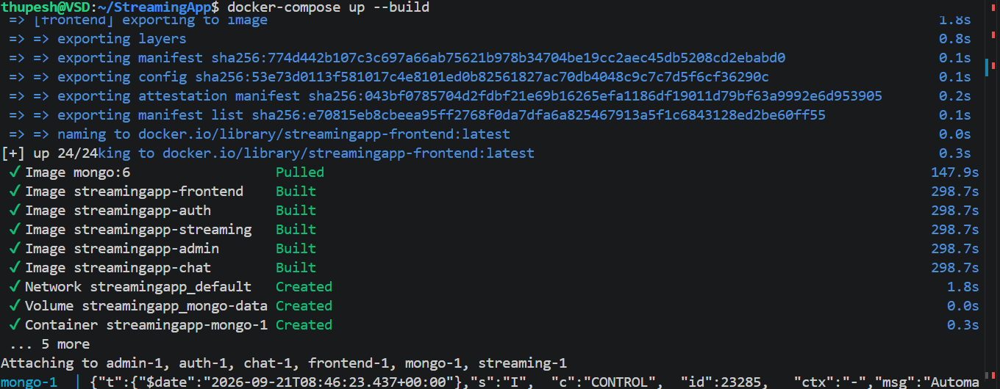 thupesh@VSD:~/StreamingApp$ docker-compose up --build
=> [frontend] exporting to image 1.8s
=> => exporting layers 0.8s
=> => exporting manifest sha256:774d442b107c3c697a66ab75621b978b34704be19cc2aec45db5208cd2ebabd0 0.1s
=> => exporting config sha256:53e73d0113f581017c4e8101ed0b82561827ac70db4048c9c7c7d5f6cf36290c 0.1s
=> => exporting attestation manifest sha256:043bf0785704d2fdbf21e69b16265efa1186df19011d79bf63a9992e6d953905 0.2s
=> => exporting manifest list sha256:e70815eb8cbeea95ff2768f0da7dfa6a825467913a5f1c6843128ed2be60ff55 0.1s
=> => naming to docker.io/library/streamingapp-frontend:latest 0.0s
[+] up 24/24king to docker.io/library/streamingapp-frontend:latest 0.3s
✓ Image mongo:6 Pulled 147.9s
✓ Image streamingapp-frontend Built 298.7s
✓ Image streamingapp-auth Built 298.7s
✓ Image streamingapp-streaming Built 298.7s
✓ Image streamingapp-admin Built 298.7s
✓ Image streamingapp-chat Built 298.7s
✓ Network streamingapp_default Created 1.8s
✓ Volume streamingapp_mongo-data Created 0.0s
✓ Container streamingapp-mongo-1 Created 0.3s
... 5 more
Attaching to admin-1, auth-1, chat-1, frontend-1, mongo-1, streaming-1
mongo-1 | {"t":{"$date":"2026-09-21T08:46:23.437+00:00"},"s":"I", "c":"CONTROL", "id":23285, "ctx":"-","msg":"Automa